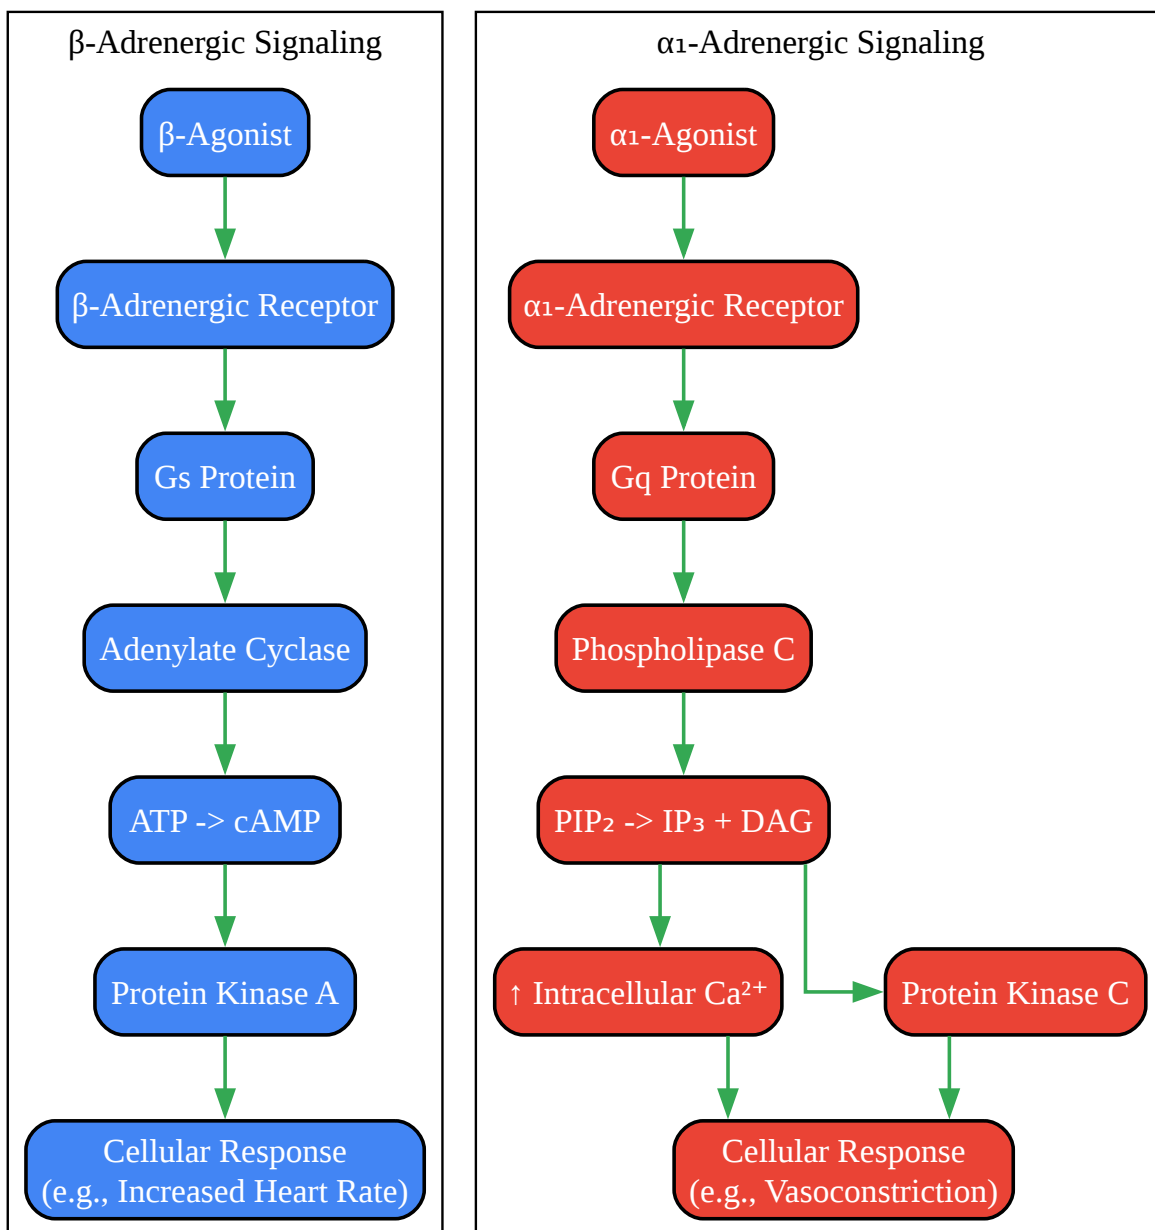 β-Adrenergic Signaling
β-Agonist
β-Adrenergic Receptor
Gs Protein
Adenylate Cyclase
ATP -> cAMP
Protein Kinase A
Cellular Response
(e.g., Increased Heart Rate)
α₁-Adrenergic Signaling
α₁-Agonist
α₁-Adrenergic Receptor
Gq Protein
Phospholipase C
PIP₂ -> IP₃ + DAG
↑ Intracellular Ca²⁺
Protein Kinase C
Cellular Response
(e.g., Vasoconstriction)